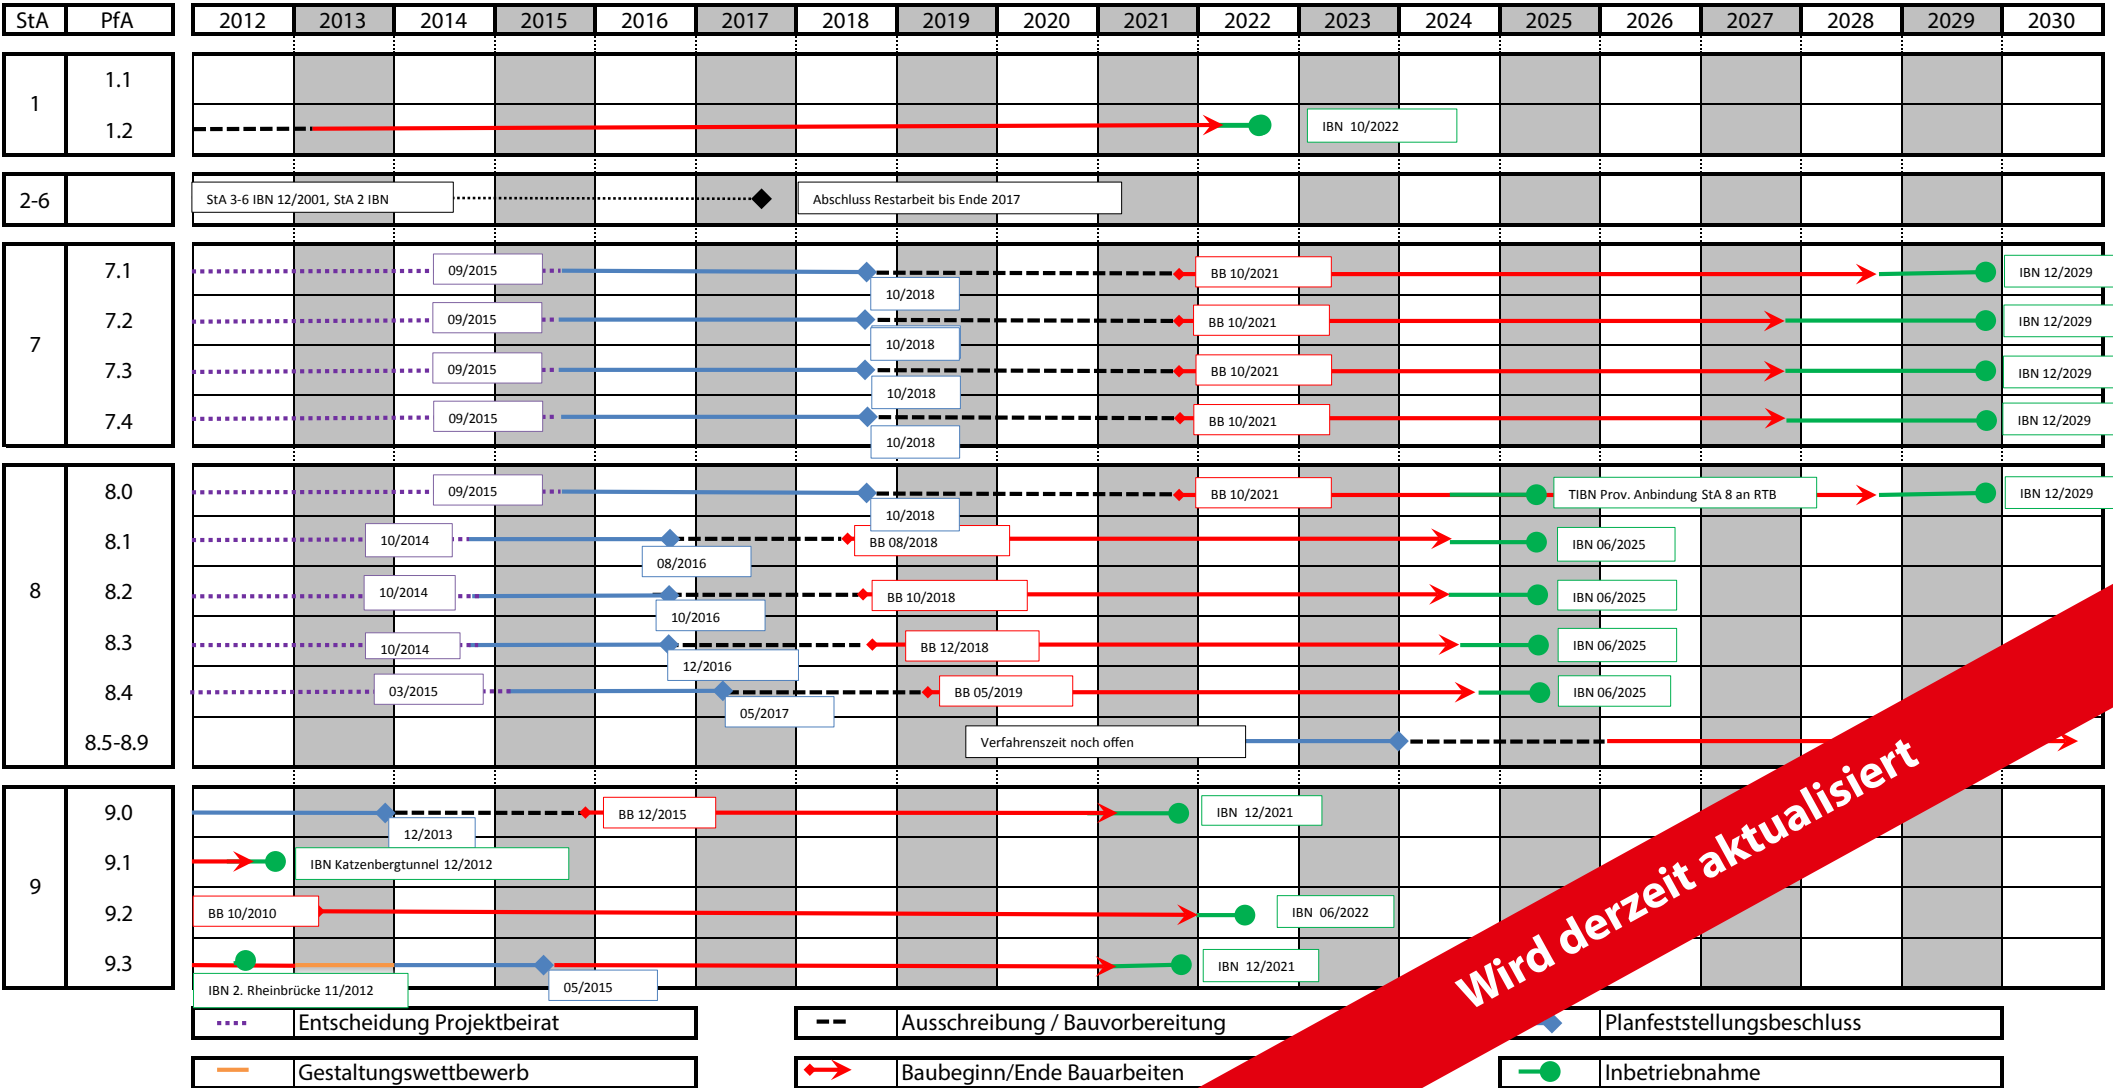 StA PfA 2012 2013 2014 2015 2016 2017 2018 2019 2020 2021 2022 2023 2024 2025 2026 2027 2028 2029 2030
1
1.1
1.2 IBN 10/2022
2-6 StA 3-6 IBN 12/2001, StA 2 IBN Abschluss Restarbeit bis Ende 2017
7
7.1 09/2015 BB 10/2021 IBN 12/2029
10/2018
7.2 09/2015 BB 10/2021 IBN 12/2029
10/2018
7.3 09/2015 BB 10/2021 IBN 12/2029
10/2018
7.4 09/2015 BB 10/2021 IBN 12/2029
10/2018
8
8.0 09/2015 BB 10/2021 TIBN Prov. Anbindung StA 8 an RTB IBN 12/2029
10/2018
8.1 10/2014 BB 08/2018 IBN 06/2025
08/2016
8.2 10/2014 BB 10/2018 IBN 06/2025
10/2016
8.3 10/2014 BB 12/2018 IBN 06/2025
12/2016
8.4 03/2015 BB 05/2019 IBN 06/2025
05/2017
8.5-8.9 Verfahrenszeit noch offen
9
9.0 BB 12/2015 IBN 12/2021
12/2013
9.1 IBN Katzenbergtunnel 12/2012
9.2 BB 10/2010 IBN 06/2022
9.3 IBN 12/2021
IBN 2. Rheinbrücke 11/2012 05/2015
Wird derzeit aktualisiert
Entscheidung Projektbeirat Ausschreibung / Bauvorbereitung Planfeststellungsbeschluss
Gestaltungswettbewerb Baubeginn/Ende Bauarbeiten Inbetriebnahme